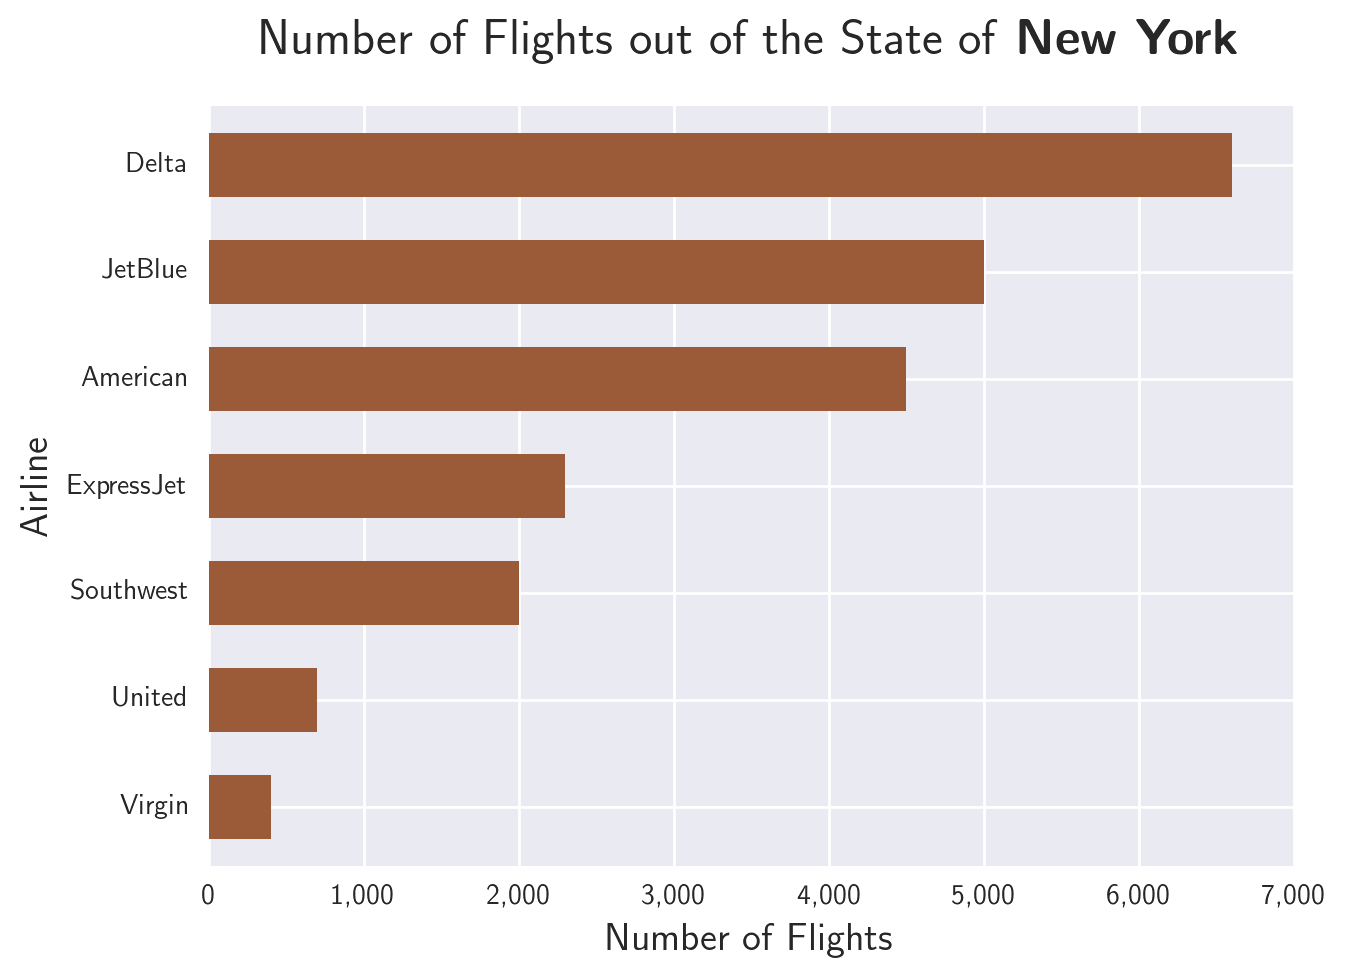 Number of Flights out of the State of New York
Delta
JetBlue
American
ExpressJet
Southwest
United
Virgin
Airline
0 1,000 2,000 3,000 4,000 5,000 6,000 7,000
Number of Flights